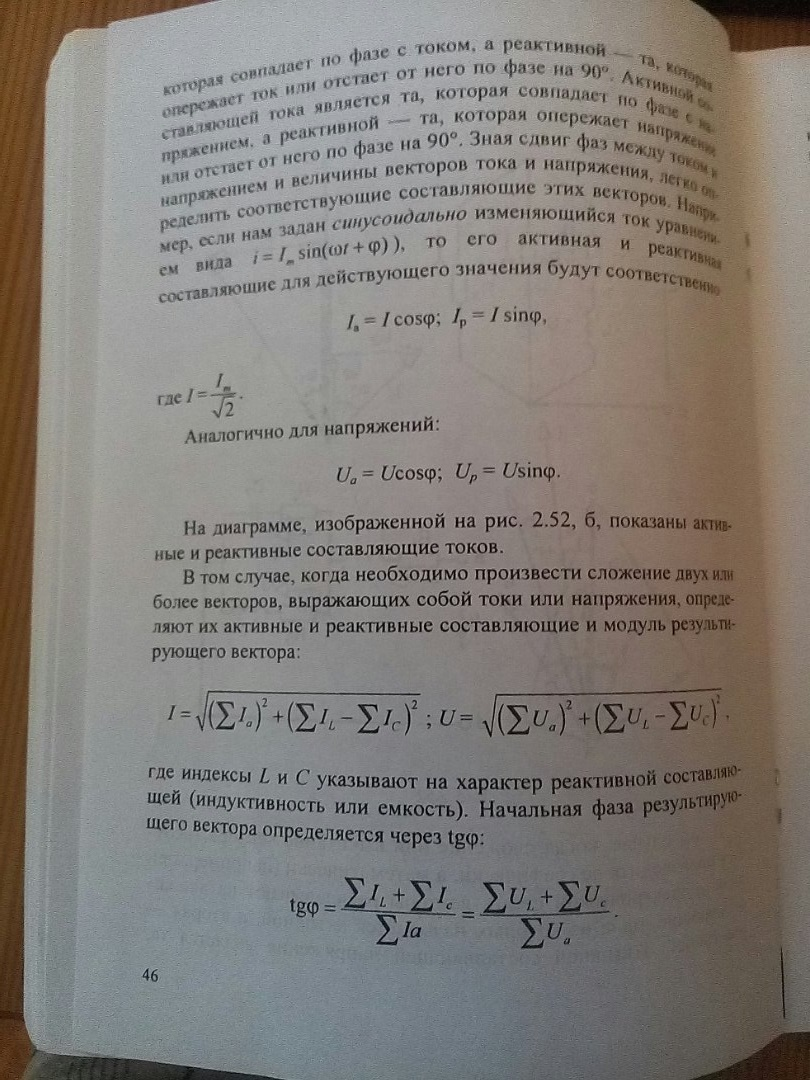 которая совпадает по фазе с током, а реактивной — та, которая
опережает ток или отстает от него по фазе на 90°. Активной со-
ставляющей тока является та, которая совпадает по фазе с на-
пряжением, а реактивной — та, которая опережает напряжение
или отстает от него по фазе на 90°. Зная сдвиг фаз между током и
напряжением и величины векторов тока и напряжения, легко оп-
ределить соответствующие составляющие этих векторов. Напри-
мер, если нам задан синусоидально изменяющийся ток уравнени-
ем вида i = I_m sin(ωt + φ) ), то его активная и реактивная
составляющие для действующего значения будут соответственно
I_a = I cosφ; I_р = I sinφ,
где I = I_m/√2.
Аналогично для напряжений:
U_a = Ucosφ; U_p = Usinφ.
На диаграмме, изображенной на рис. 2.52, б, показаны актив-
ные и реактивные составляющие токов.
В том случае, когда необходимо произвести сложение двух или
более векторов, выражающих собой токи или напряжения, опреде-
ляют их активные и реактивные составляющие и модуль результи-
рующего вектора:
I = √((∑I_a)² + (∑I_L − ∑I_C)²) ; U = √((∑U_a)² + (∑U_L − ∑U_C)²),
где индексы L и C указывают на характер реактивной составляю-
щей (индуктивность или емкость). Начальная фаза результирую-
щего вектора определяется через tgφ:
tgφ = (∑I_L + ∑I_c)/(∑Ia) = (∑U_L + ∑U_c)/(∑U_a).
46